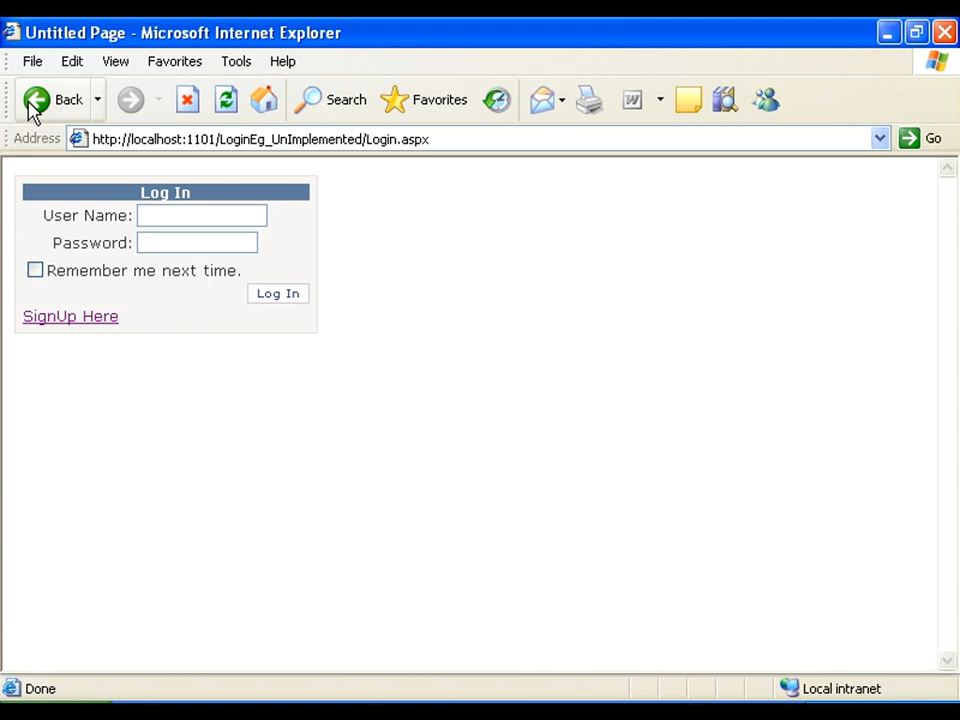 Untitled Page - Microsoft Internet Explorer
File Edit View Favorites Tools Help
Back Search Favorites W
Address http://localhost:1101/LoginEg_UnImplemented/Login.aspx Go
Log In
User Name:
Password:
Remember me next time.
Log In
SignUp Here
Done Local intranet